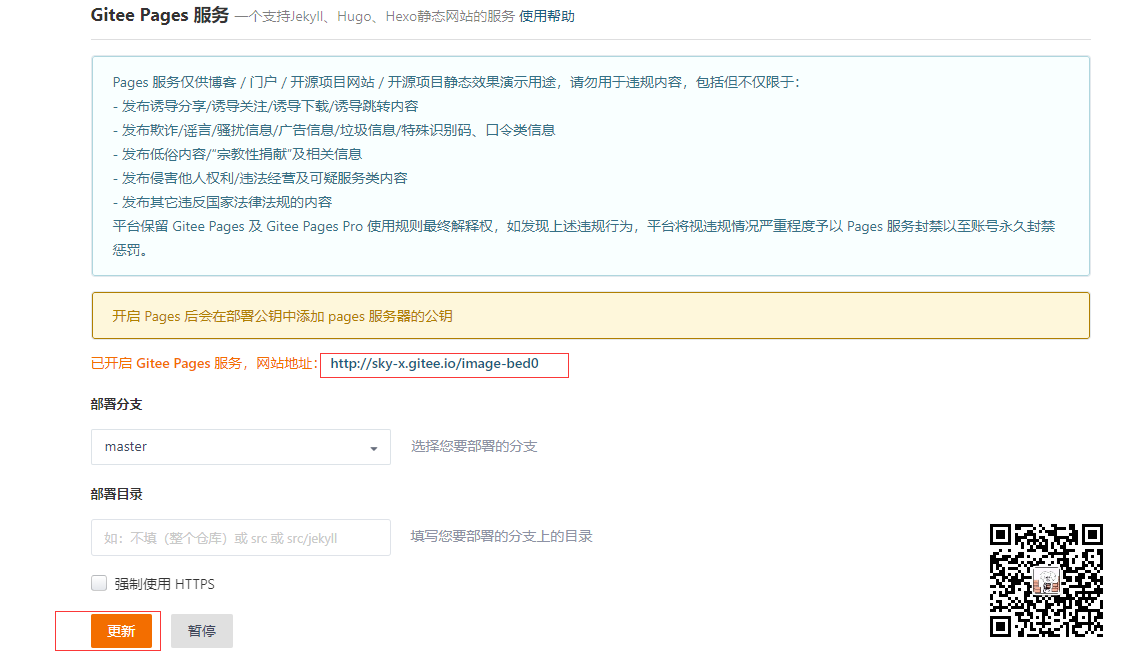 Gitee Pages 服务 一个支持Jekyll、Hugo、Hexo静态网站的服务 使用帮助
Pages 服务仅供博客 / 门户 / 开源项目网站 / 开源项目静态效果演示用途，请勿用于违规内容，包括但不仅限于：
- 发布诱导分享/诱导关注/诱导下载/诱导跳转内容
- 发布欺诈/谣言/骚扰信息/广告信息/垃圾信息/特殊识别码、口令类信息
- 发布低俗内容/“宗教性捐献”及相关信息
- 发布侵害他人权利/违法经营及可疑服务类内容
- 发布其它违反国家法律法规的内容
平台保留 Gitee Pages 及 Gitee Pages Pro 使用规则最终解释权，如发现上述违规行为，平台将视违规情况严重程度予以 Pages 服务封禁以至账号永久封禁
惩罚。
开启 Pages 后会在部署公钥中添加 pages 服务器的公钥
已开启 Gitee Pages 服务，网站地址： http://sky-x.gitee.io/image-bed0
部署分支
master 选择您要部署的分支
部署目录
如：不填（整个仓库）或 src 或 src/jekyll 填写您要部署的分支上的目录
强制使用 HTTPS
更新 暂停